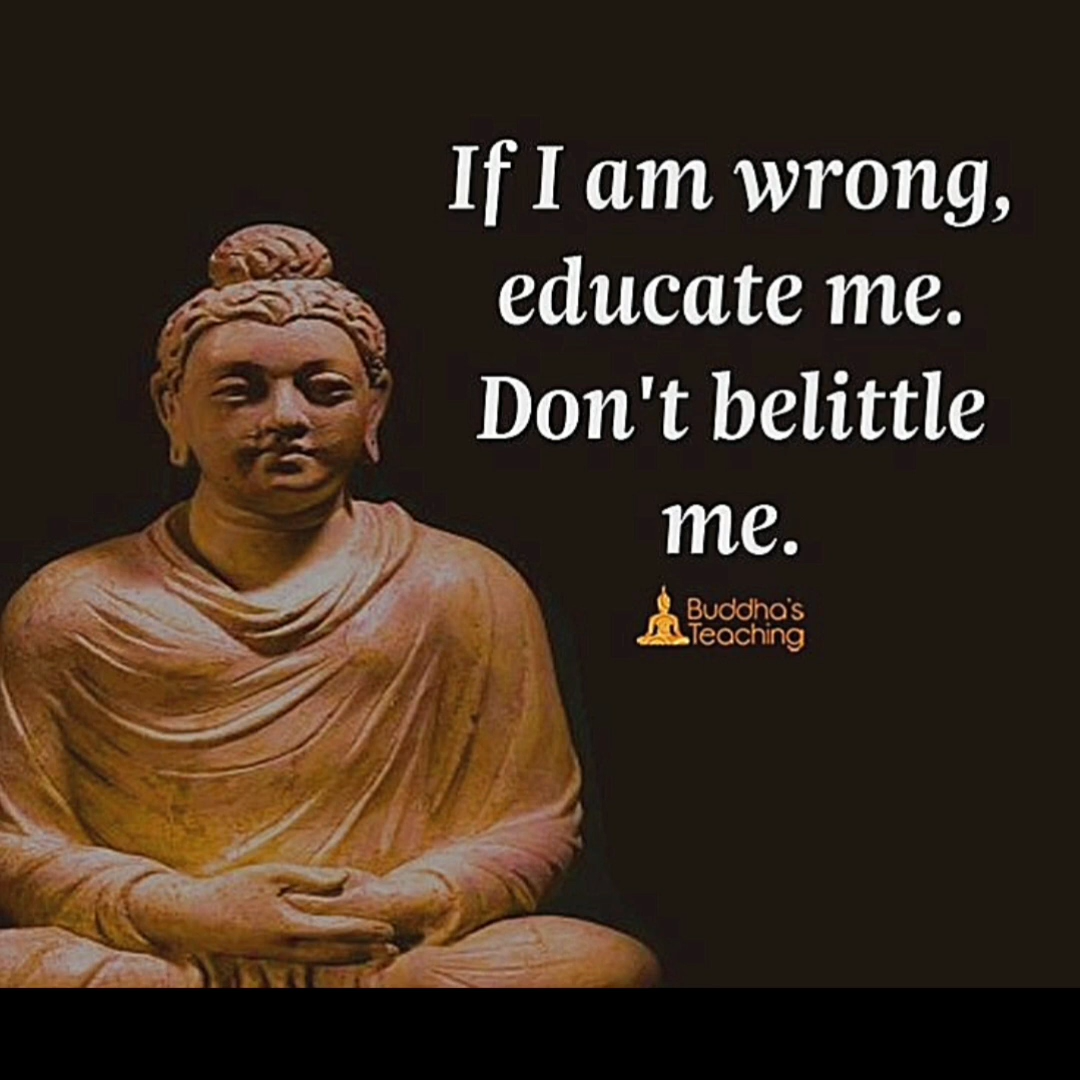 If I am wrong,
educate me.
Don't belittle
me.
Buddha's
Teaching